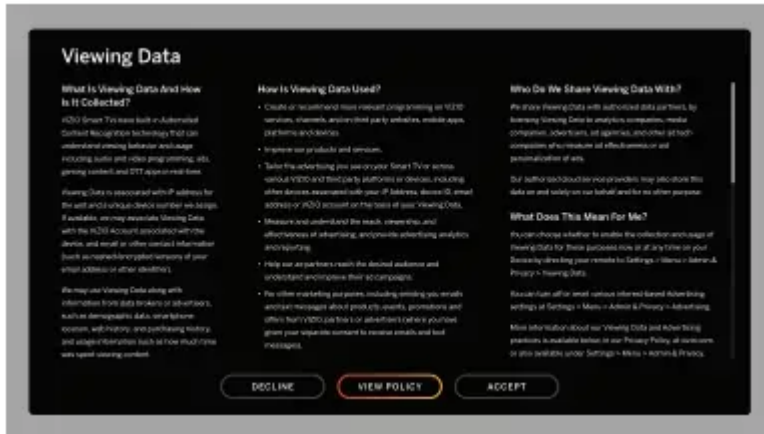 Viewing Data
What Is Viewing Data And How
Is It Collected?
VIZIO Smart TVs have built-in Automated
Content Recognition technology that can
understand viewing behavior and usage
including audio and video programming, ads,
gaming content and OTT apps in real-time.
Viewing Data is associated with IP address for
the unit and a unique device number we assign.
If available, we may associate Viewing Data
with the VIZIO Account associated with the
device, and email or other contact information
(such as hashed/encrypted versions of your
email address or other identifier).
We may use Viewing Data along with
information from data brokers or advertisers,
such as demographic data, smartphone
location, web history, and purchasing history,
and usage information such as how much time
was spent viewing content.
How Is Viewing Data Used?
• Create or recommend more relevant programming on VIZIO
services, channels, and on third party websites, mobile apps,
platforms and devices.
• Improve our products and services.
• Tailor the advertising you see on your Smart TV or across
various VIZIO and third party platforms or devices, including
other devices associated with your IP Address, device ID, email
address or VIZIO account on the basis of your Viewing Data.
• Measure and understand the reach, viewership, and
effectiveness of advertising, and provide advertising analytics
and reporting.
• Help our ad partners reach the desired audience and
understand and improve their ad campaigns.
• For other marketing purposes, including sending you emails
and text messages about products, events, promotions and
offers from VIZIO, partners or advertisers (where you have
given your separate consent to receive emails and text
messages).
Who Do We Share Viewing Data With?
We share Viewing Data with authorized data partners, by
licensing Viewing Data to analytics companies, media
companies, advertisers, ad agencies, and other ad tech
companies who measure ad effectiveness or aid
personalization of ads.
Our authorized cloud service providers may also store this
data on and solely on our behalf and for no other purpose.
What Does This Mean For Me?
You can choose whether to enable the collection and usage of
Viewing Data for these purposes now or at any time on your
Device by directing your remote to Settings > Menu > Admin &
Privacy > Viewing Data.
You can turn off or reset various interest-based Advertising
settings at Settings > Menu > Admin & Privacy > Advertising.
More information about our Viewing Data and Advertising
practices is available below, in our Privacy Policy, at vizio.com
or also available under Settings > Menu > Admin & Privacy.
DECLINE
VIEW POLICY
ACCEPT